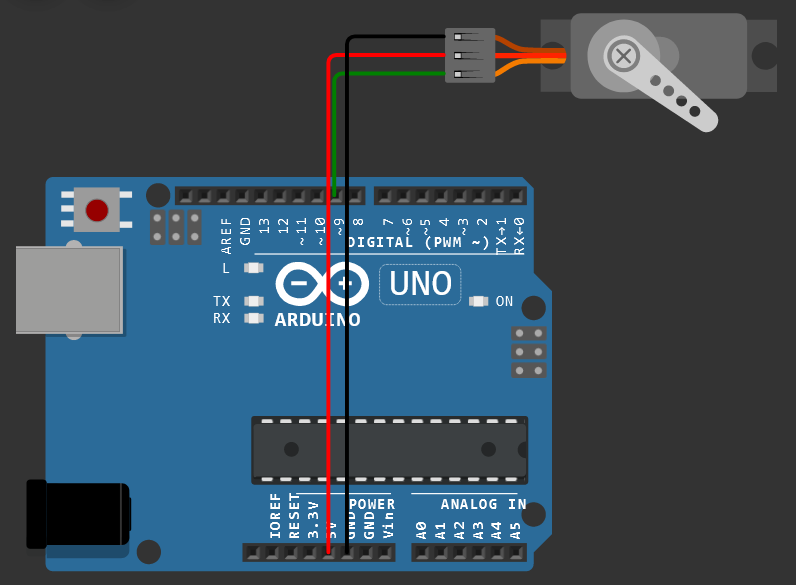 AREF
GND
13
12
~11
~10
~9
8
7
~6
~5
4
~3
2
TX→1
RX←0
DIGITAL (PWM ~)
L
TX
RX
UNO
ON
ARDUINO
POWER
ANALOG IN
IOREF
RESET
3.3V
5V
GND
GND
Vin
A0
A1
A2
A3
A4
A5